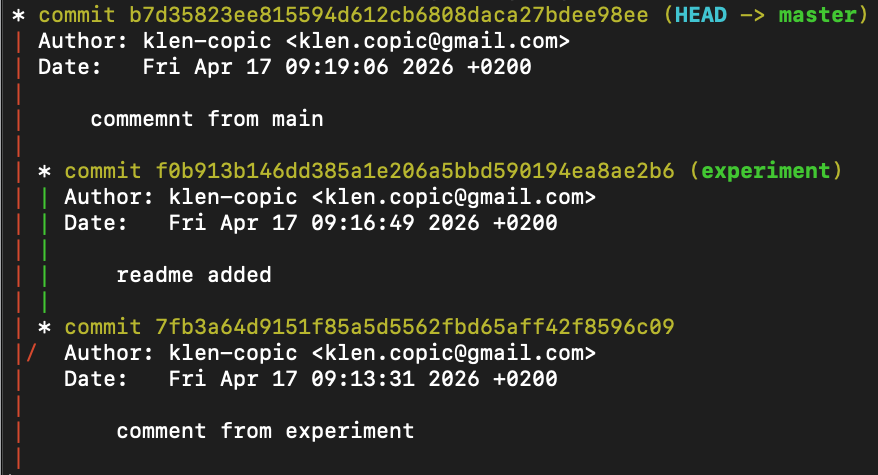 * commit b7d35823ee815594d612cb6808daca27bdee98ee (HEAD -> master)
| Author: klen-copic <klen.copic@gmail.com>
| Date:   Fri Apr 17 09:19:06 2026 +0200
|
|     commemnt from main
|
| * commit f0b913b146dd385a1e206a5bbd590194ea8ae2b6 (experiment)
| | Author: klen-copic <klen.copic@gmail.com>
| | Date:   Fri Apr 17 09:16:49 2026 +0200
| |
| |     readme added
| |
| * commit 7fb3a64d9151f85a5d5562fbd65aff42f8596c09
|/  Author: klen-copic <klen.copic@gmail.com>
|   Date:   Fri Apr 17 09:13:31 2026 +0200
|
|       comment from experiment
|